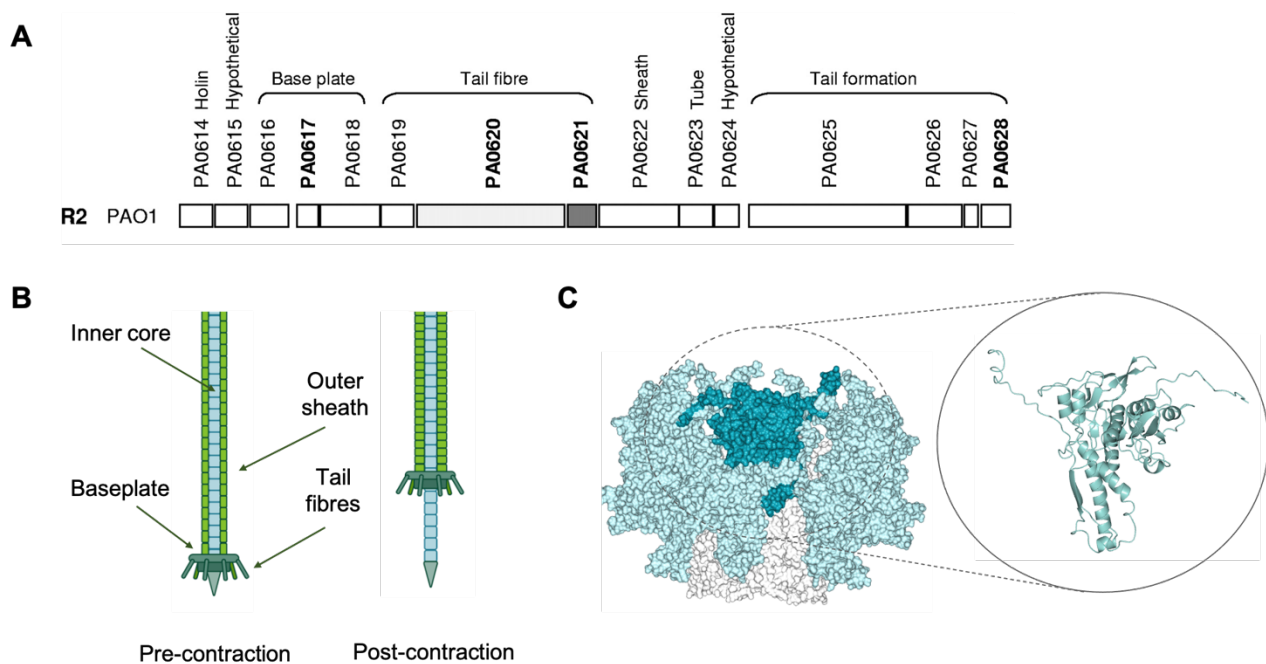 A
Base plate
Tail fibre
Tail formation
PA0614 Holin
PA0615 Hypothetical
PA0616
PA0617
PA0618
PA0619
PA0620
PA0621
PA0622 Sheath
PA0623 Tube
PA0624 Hypothetical
PA0625
PA0626
PA0627
PA0628
R2 PAO1
B
Inner core
Outer
sheath
Baseplate
Tail
fibres
Pre-contraction
Post-contraction
C